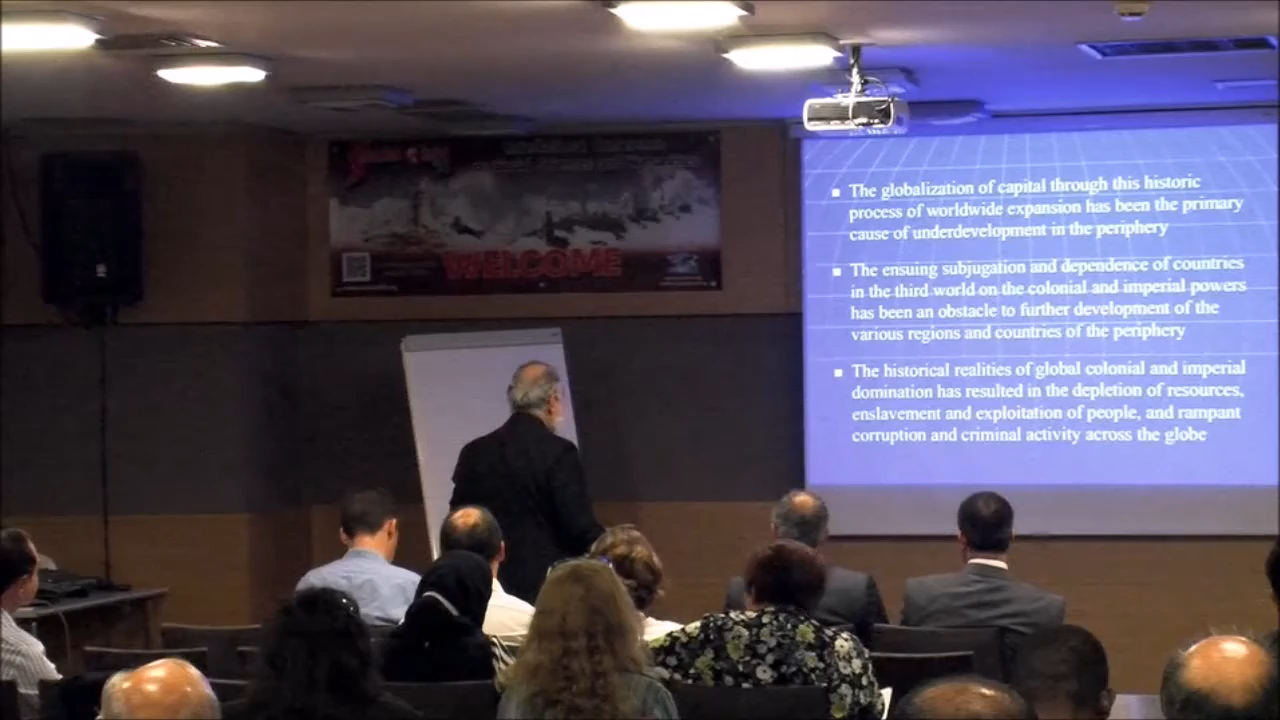 WELCOME
The globalization of capital through this historic
process of worldwide expansion has been the primary
cause of underdevelopment in the periphery
The ensuing subjugation and dependence of countries
in the third world on the colonial and imperial powers
has been an obstacle to further development of the
various regions and countries of the periphery
The historical realities of global colonial and imperial
domination has resulted in the depletion of resources,
enslavement and exploitation of people, and rampant
corruption and criminal activity across the globe